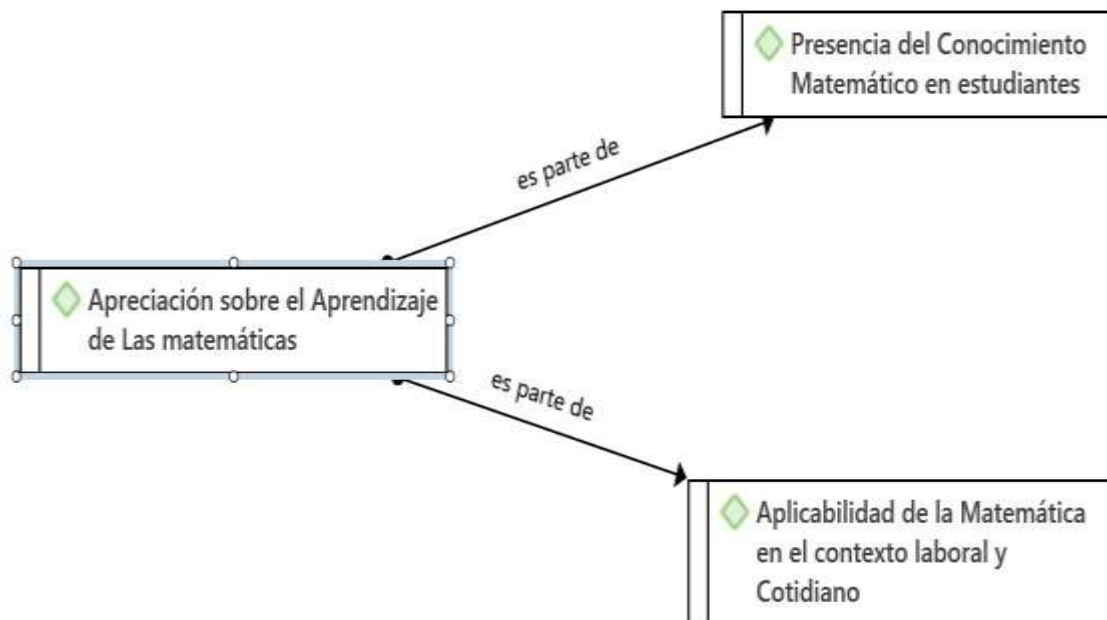 Presencia del Conocimiento
Matemático en estudiantes
es parte de
Apreciación sobre el Aprendizaje
de Las matemáticas
es parte de
Aplicabilidad de la Matemática
en el contexto laboral y
Cotidiano